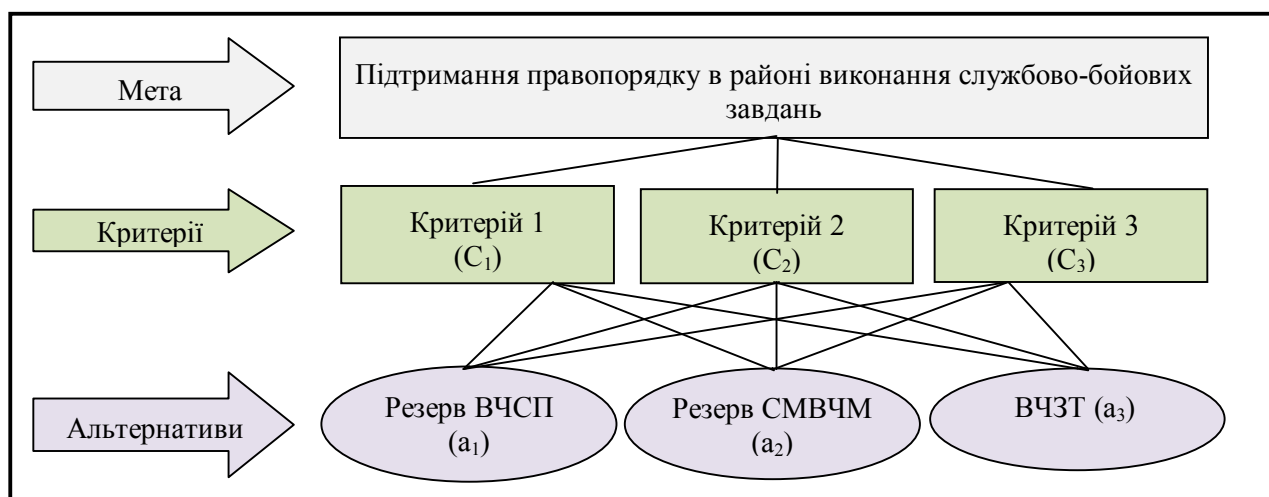 Мета
Підтримання правопорядку в районі виконання службово-бойових
завдань
Критерії
Критерій 1
(C₁)
Критерій 2
(C₂)
Критерій 3
(C₃)
Альтернативи
Резерв ВЧСП
(a₁)
Резерв СМВЧМ
(a₂)
ВЧЗТ (a₃)